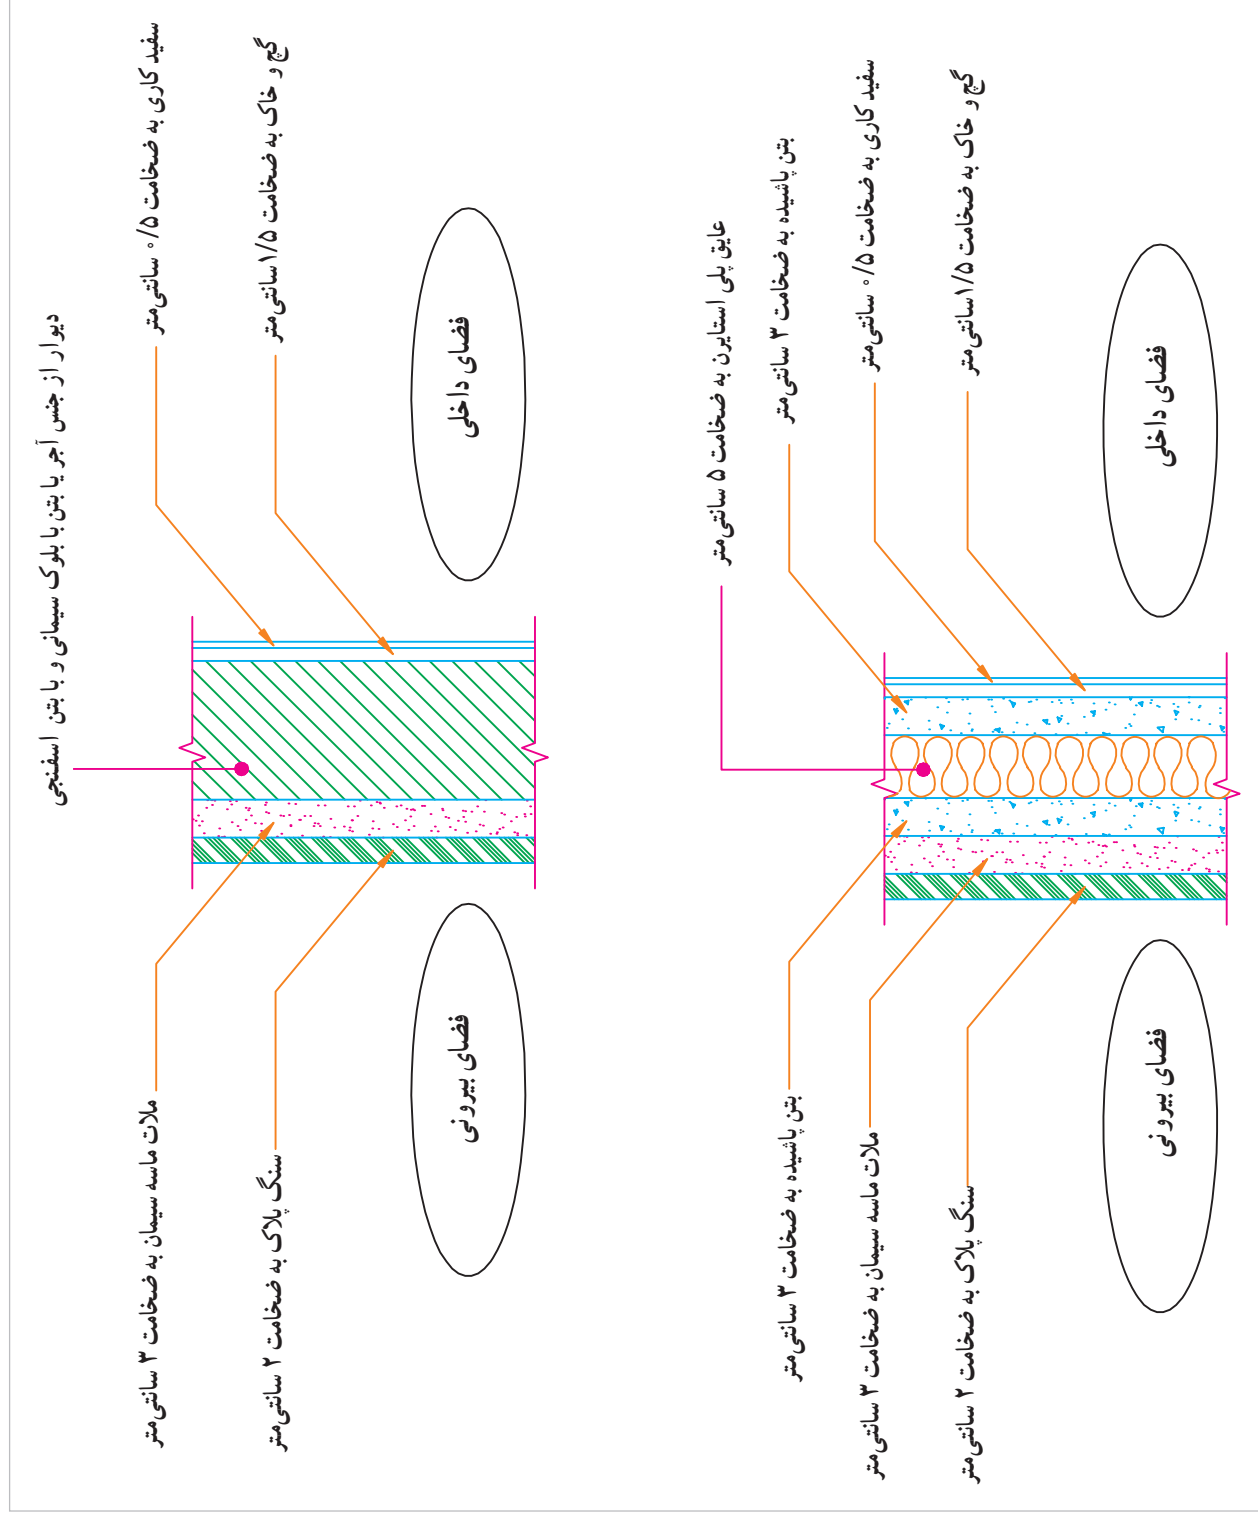 دیوار از جنس آجر یا بتن با بلوک سیمانی و با بتن اسفنجی
سفید کاری به ضخامت ۰/۵ سانتی‌متر
گچ و خاک به ضخامت ۱/۵ سانتی‌متر
فضای داخلی
ملات ماسه سیمان به ضخامت ۳ سانتی‌متر
سنگ پلاک به ضخامت ۲ سانتی‌متر
فضای بیرونی
عایق پلی استایرن به ضخامت ۵ سانتی‌متر
بتن پاشیده به ضخامت ۳ سانتی‌متر
سفید کاری به ضخامت ۰/۵ سانتی‌متر
گچ و خاک به ضخامت ۱/۵ سانتی‌متر
فضای داخلی
بتن پاشیده به ضخامت ۳ سانتی‌متر
ملات ماسه سیمان به ضخامت ۳ سانتی‌متر
سنگ پلاک به ضخامت ۲ سانتی‌متر
فضای بیرونی